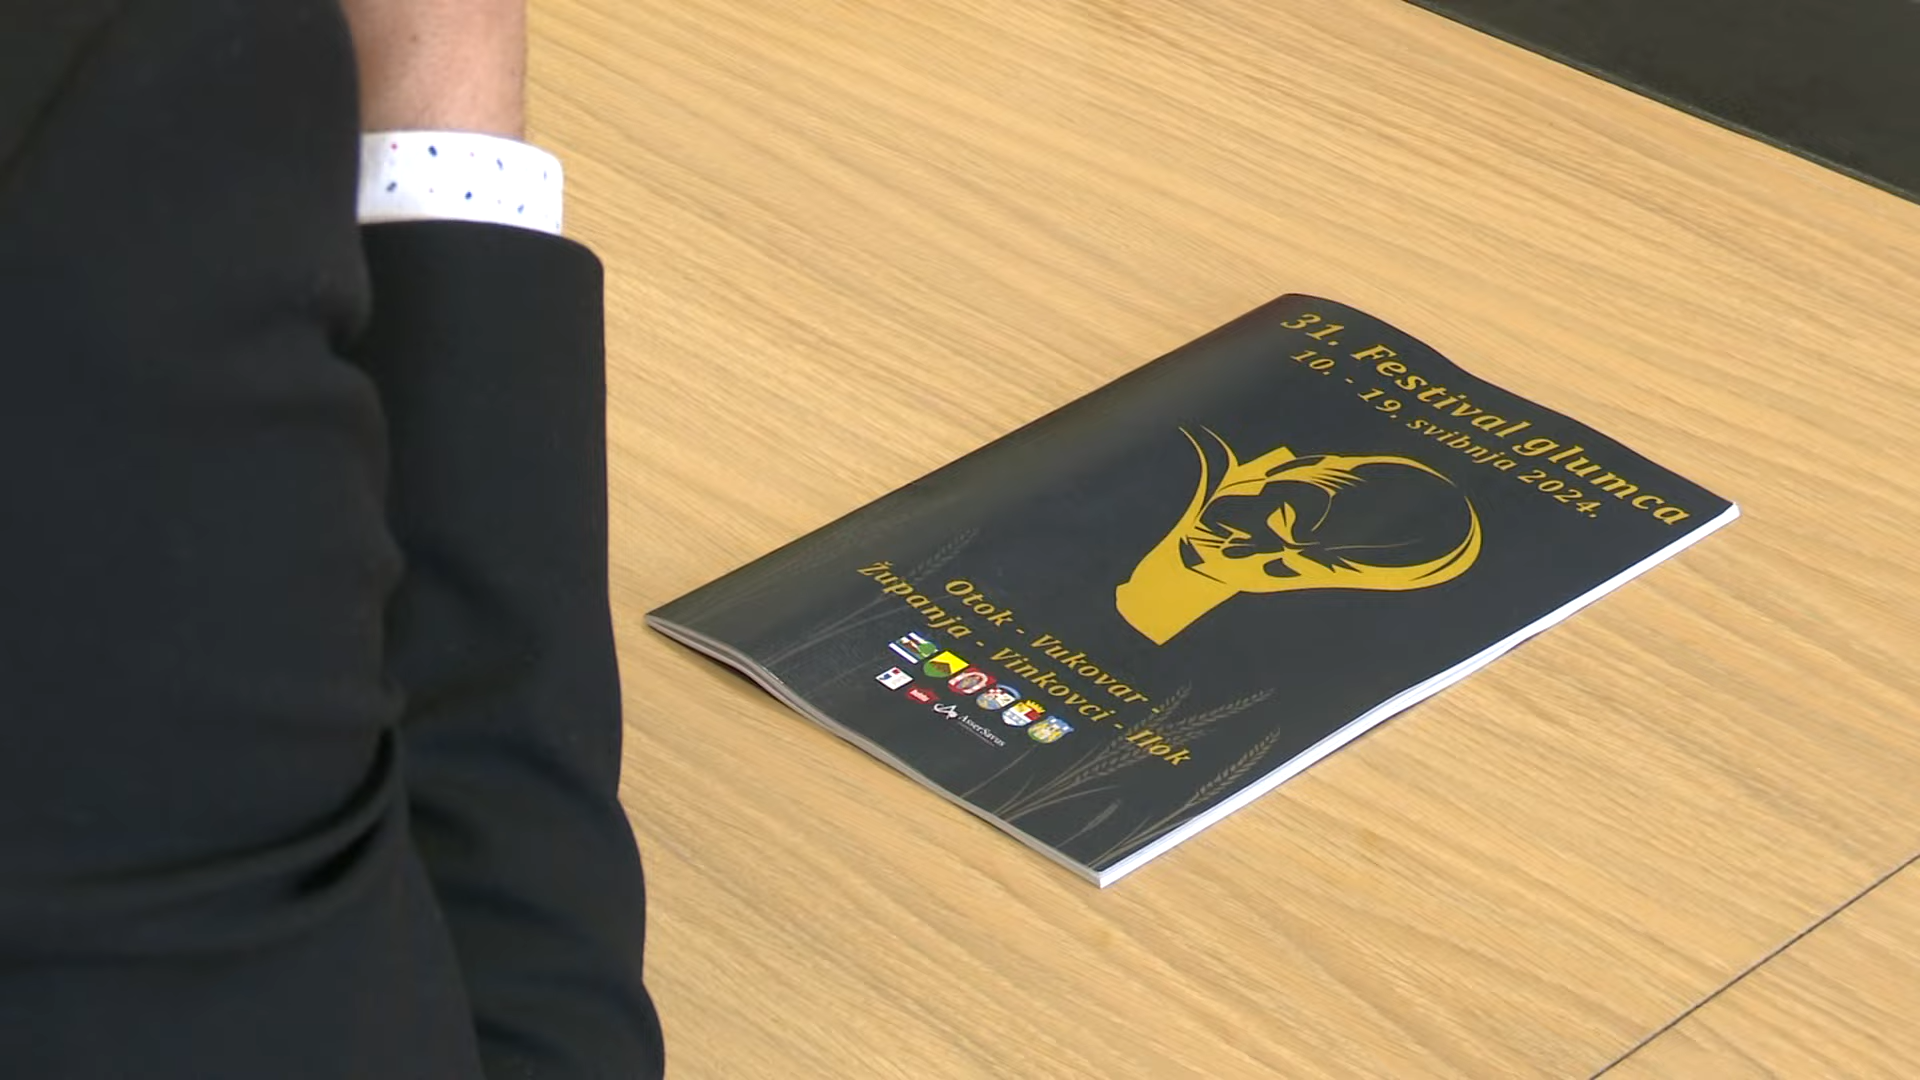 31. Festival glumca
10. - 19. svibnja 2024.
Otok - Vukovar -
Županja - Vinkovci - Ilok